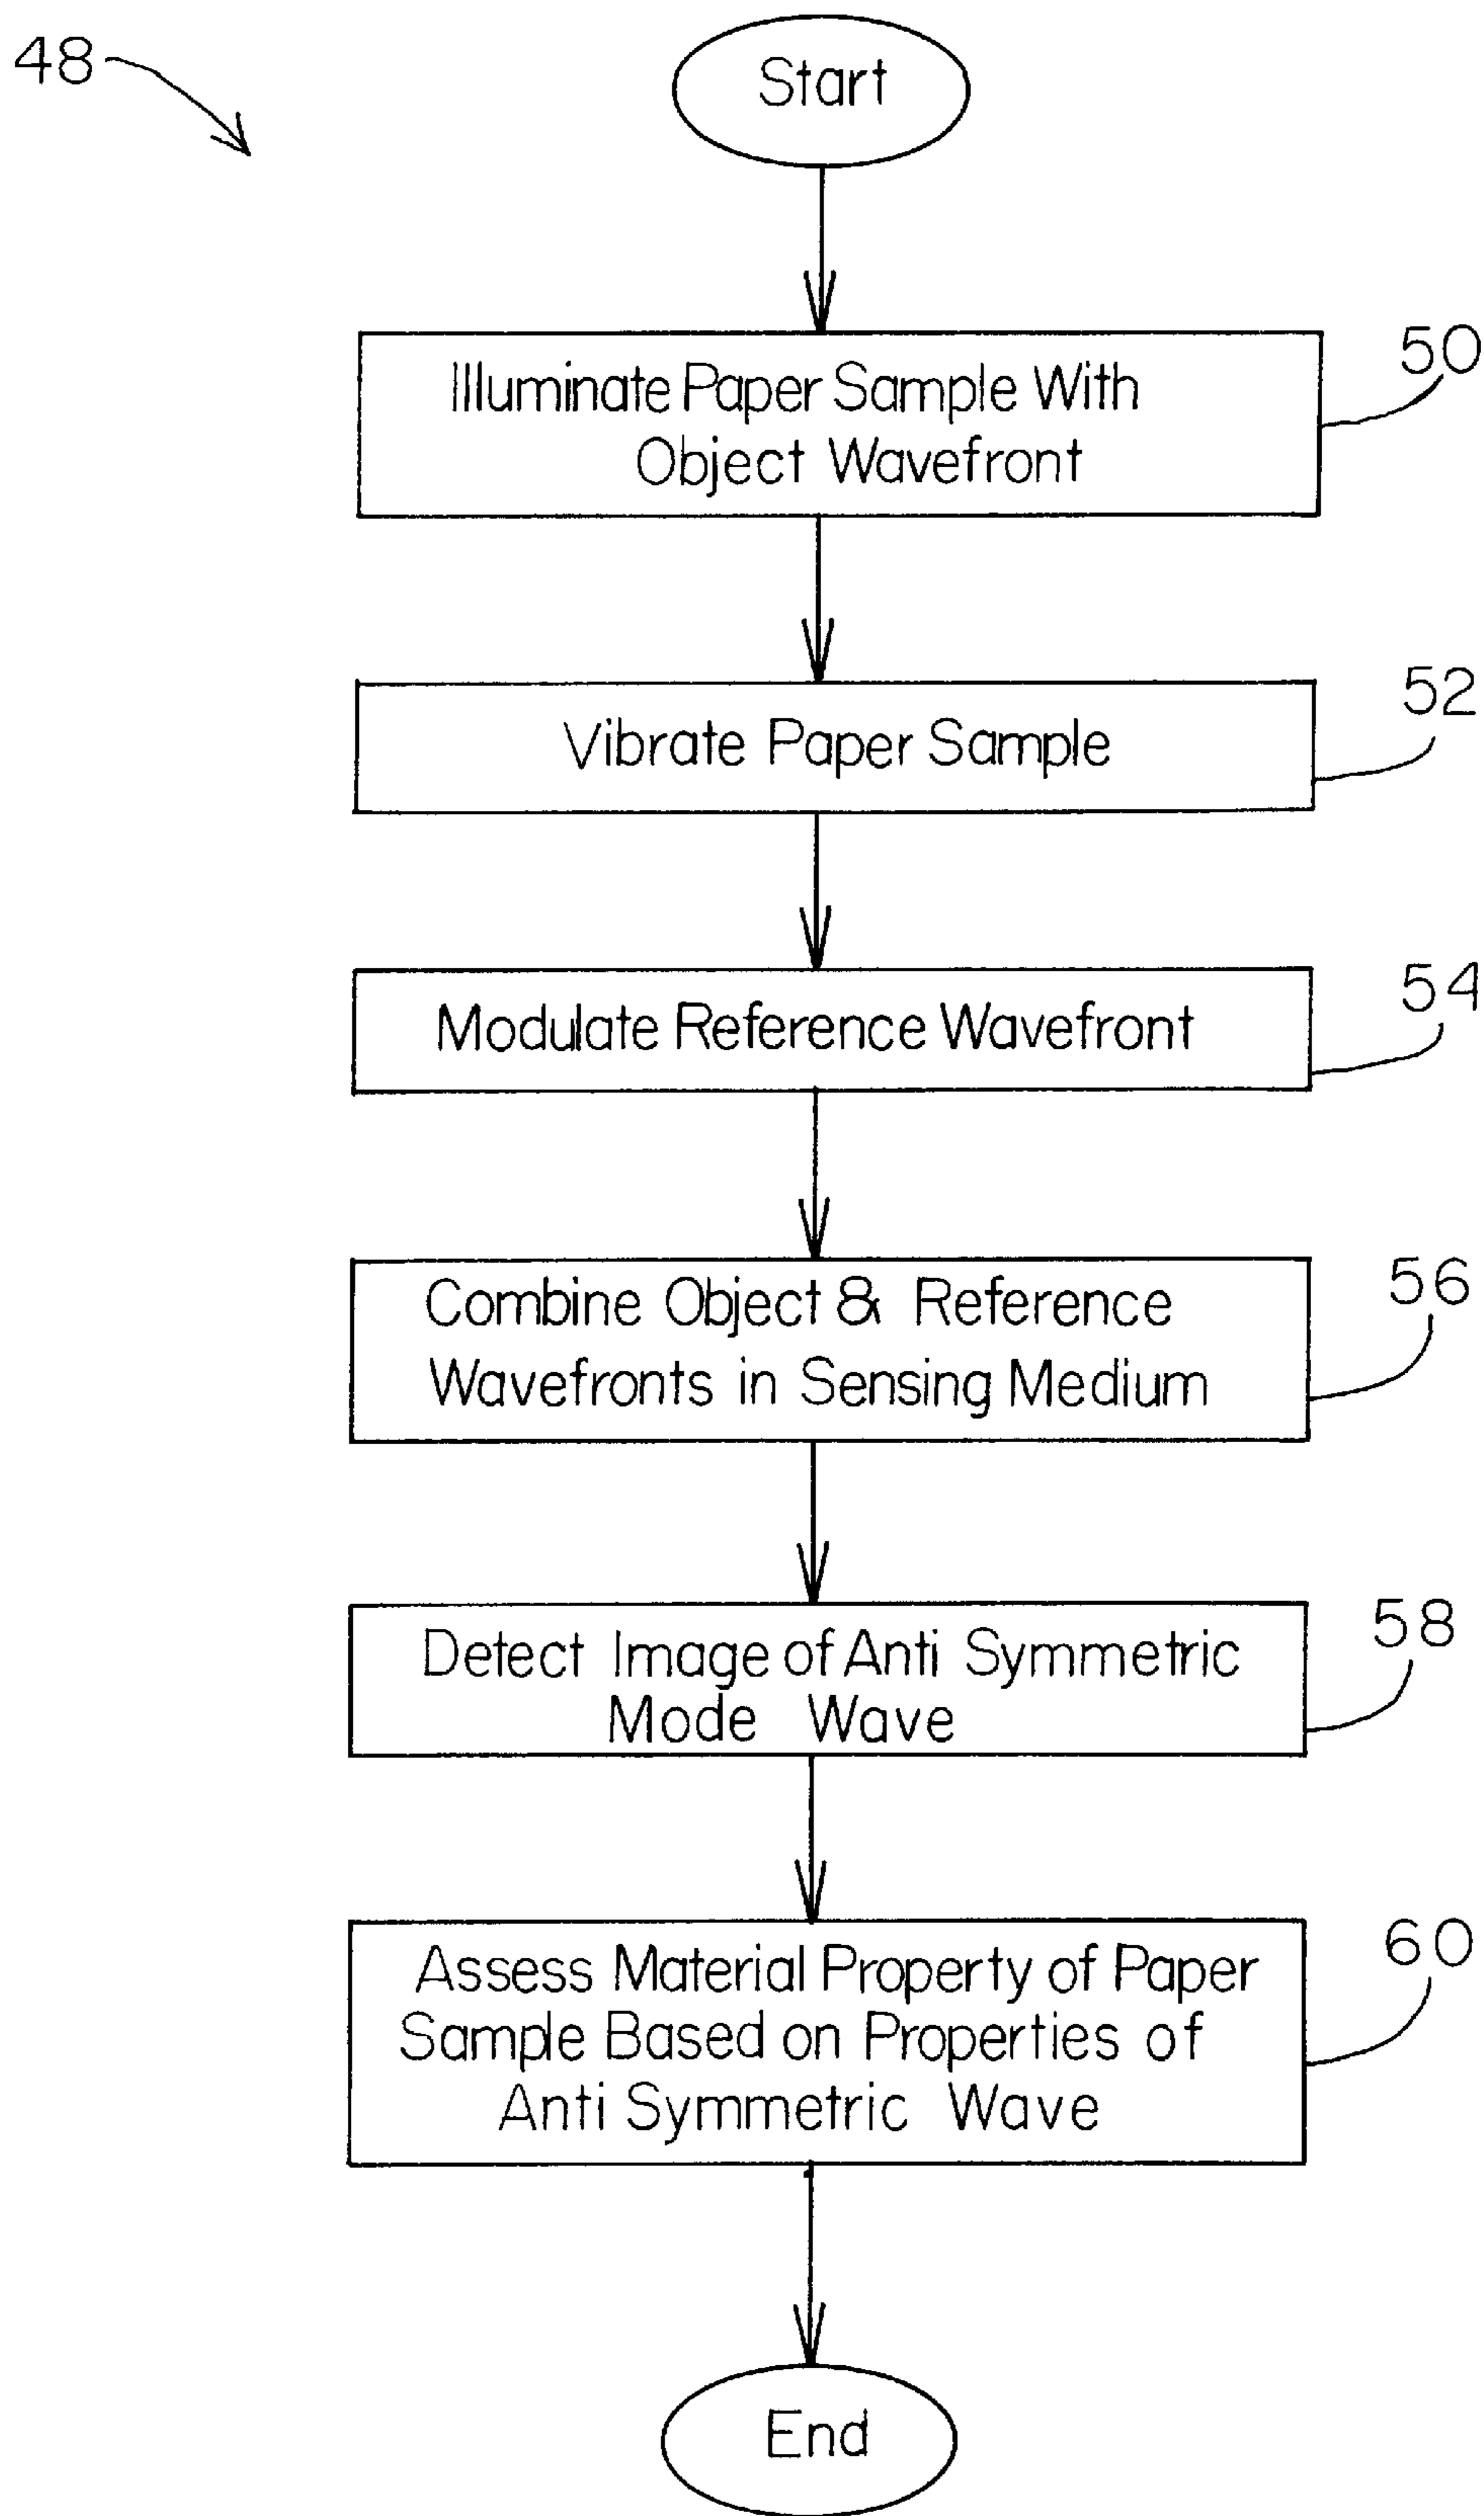 48
Start
50
Illuminate Paper Sample With
Object Wavefront
52
Vibrate Paper Sample
54
Modulate Reference Wavefront
56
Combine Object & Reference
Wavefronts in Sensing Medium
58
Detect Image of Anti Symmetric
Mode Wave
60
Assess Material Property of Paper
Sample Based on Properties of
Anti Symmetric Wave
End